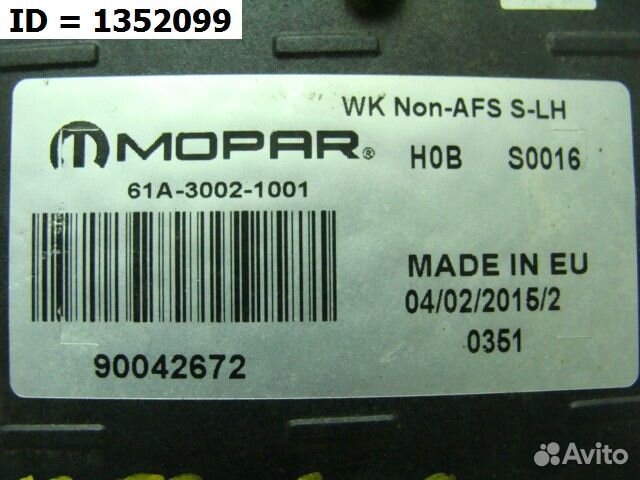 ID = 1352099
WK Non-AFS S-LH
MOPAR®
H0B S0016
61A-3002-1001
MADE IN EU
04/02/2015/2
0351
90042672
Avito